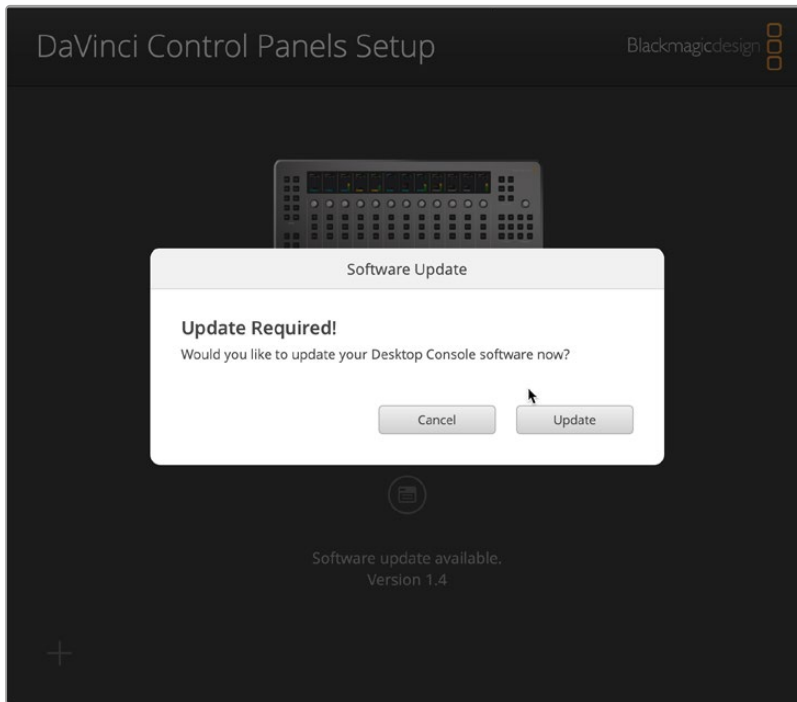 DaVinci Control Panels Setup
Blackmagicdesign
Software Update
Update Required!
Would you like to update your Desktop Console software now?
Cancel
Update
Software update available.
Version 1.4